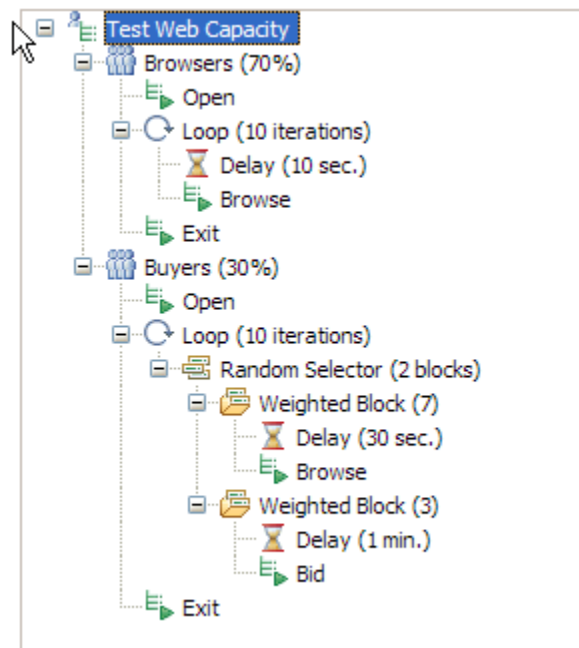 Test Web Capacity
Browsers (70%)
Open
Loop (10 iterations)
Delay (10 sec.)
Browse
Exit
Buyers (30%)
Open
Loop (10 iterations)
Random Selector (2 blocks)
Weighted Block (7)
Delay (30 sec.)
Browse
Weighted Block (3)
Delay (1 min.)
Bid
Exit